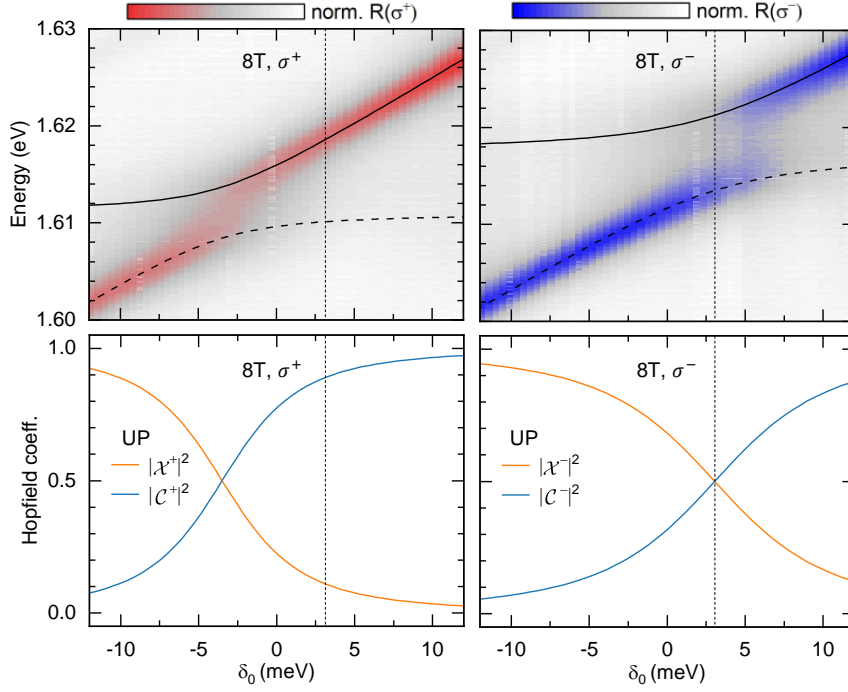 norm. R(σ⁺)
norm. R(σ⁻)
8T, σ⁺
8T, σ⁻
Energy (eV)
1.63
1.62
1.61
1.60
8T, σ⁺
8T, σ⁻
UP
|𝒳⁺|²
|𝒞⁺|²
UP
|𝒳⁻|²
|𝒞⁻|²
Hopfield coeff.
1.0
0.5
0.0
-10 -5 0 5 10
-10 -5 0 5 10
δ₀ (meV)
δ₀ (meV)